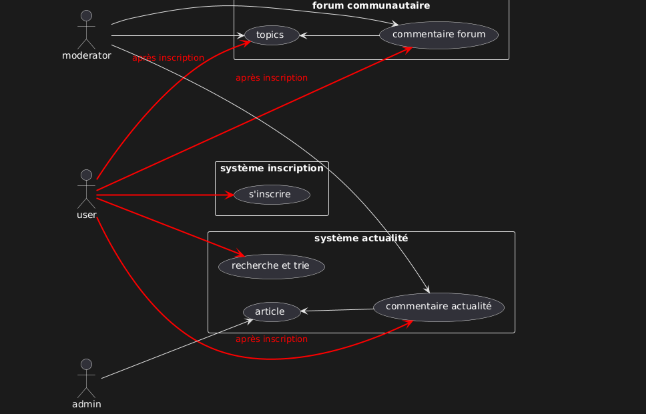 forum communautaire
topics
commentaire forum
moderator
après inscription
après inscription
système inscription
s'inscrire
user
système actualité
recherche et trie
commentaire actualité
article
après inscription
admin